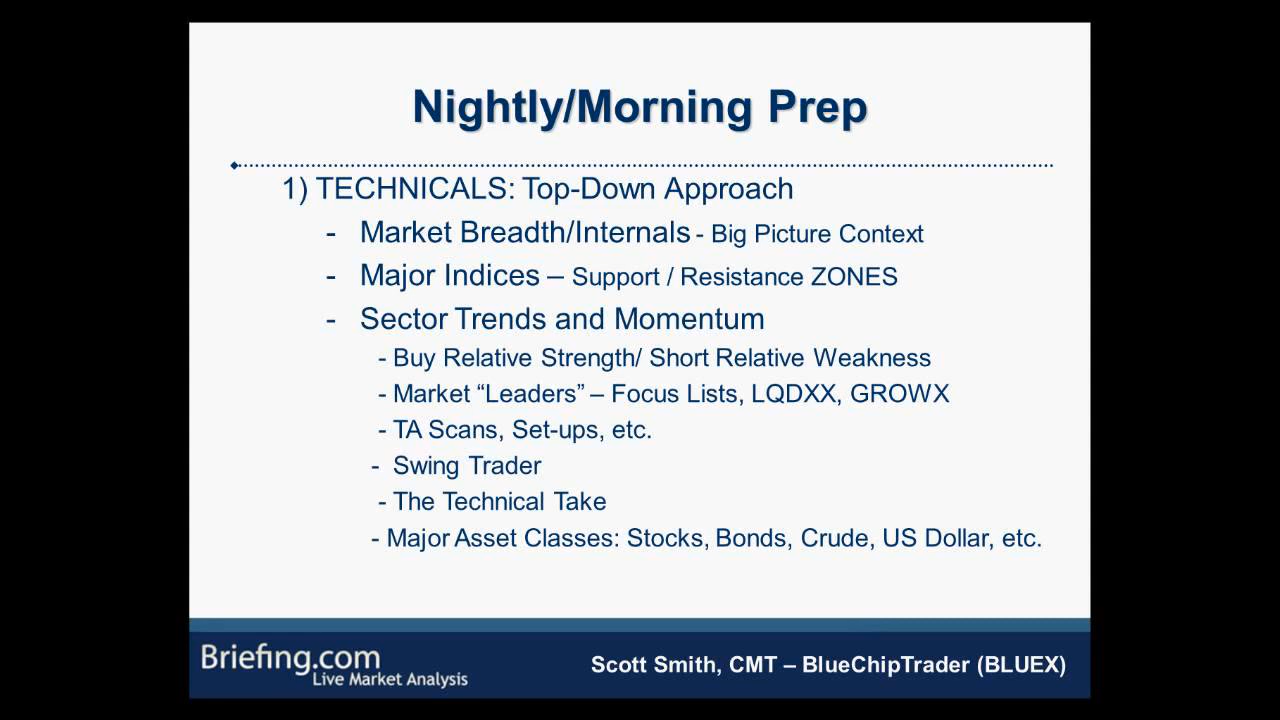 Nightly/Morning Prep
1) TECHNICALS: Top-Down Approach
- Market Breadth/Internals - Big Picture Context
- Major Indices – Support / Resistance ZONES
- Sector Trends and Momentum
- Buy Relative Strength/ Short Relative Weakness
- Market “Leaders” – Focus Lists, LQDXX, GROWX
- TA Scans, Set-ups, etc.
- Swing Trader
- The Technical Take
- Major Asset Classes: Stocks, Bonds, Crude, US Dollar, etc.
Briefing.com
Live Market Analysis
Scott Smith, CMT – BlueChipTrader (BLUEX)